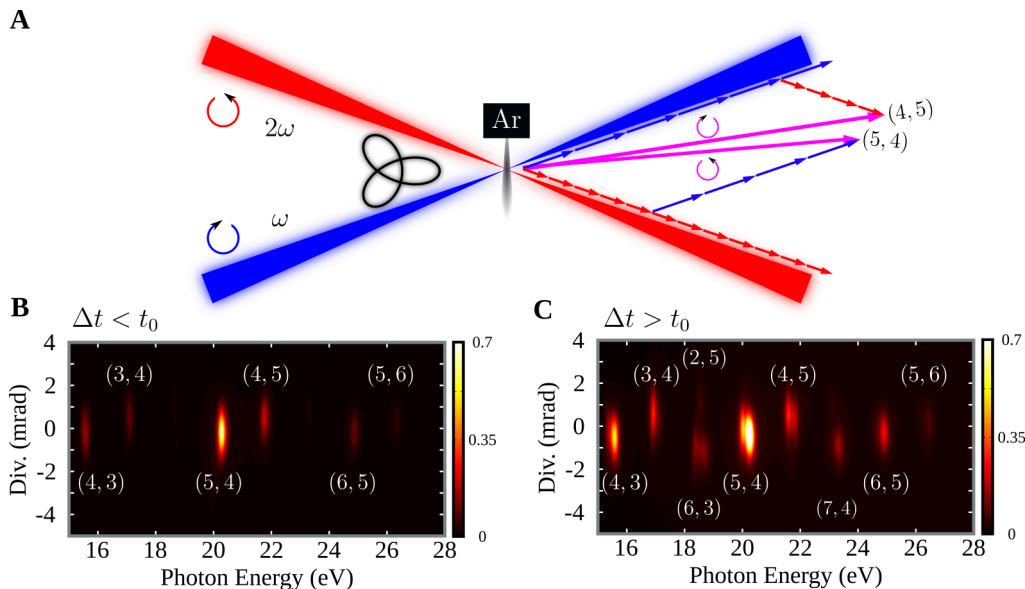 A
2ω
ω
Ar
(4, 5)
(5, 4)
B
Δt < t₀
4
2
0
-2
-4
Div. (mrad)
(3, 4)
(4, 5)
(5, 6)
(4, 3)
(5, 4)
(6, 5)
16 18 20 22 24 26 28
Photon Energy (eV)
0.7
0.35
0
C
Δt > t₀
4
2
0
-2
-4
Div. (mrad)
(2, 5)
(3, 4)
(4, 5)
(5, 6)
(4, 3)
(5, 4)
(6, 5)
(6, 3)
(7, 4)
16 18 20 22 24 26 28
Photon Energy (eV)
0.7
0.35
0